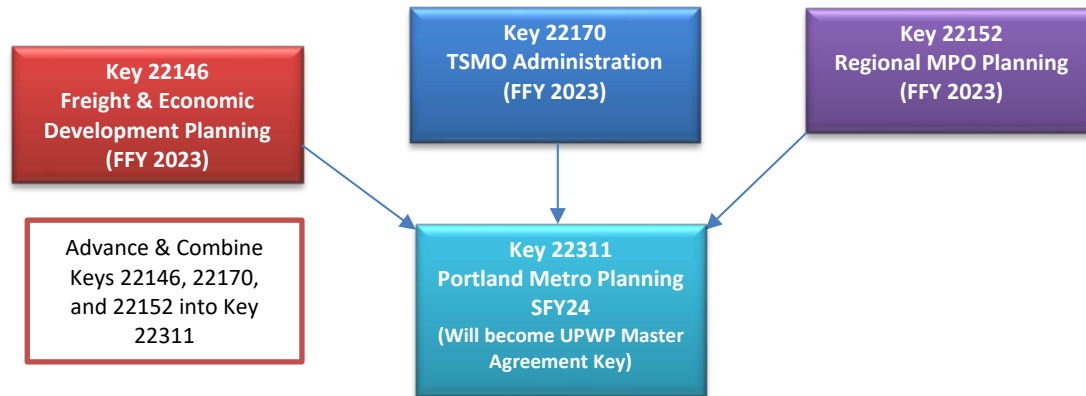 Key 22146
Freight & Economic
Development Planning
(FFY 2023)
Key 22170
TSMO Administration
(FFY 2023)
Key 22152
Regional MPO Planning
(FFY 2023)
Advance & Combine
Keys 22146, 22170,
and 22152 into Key
22311
Key 22311
Portland Metro Planning
SFY24
(Will become UPWP Master
Agreement Key)